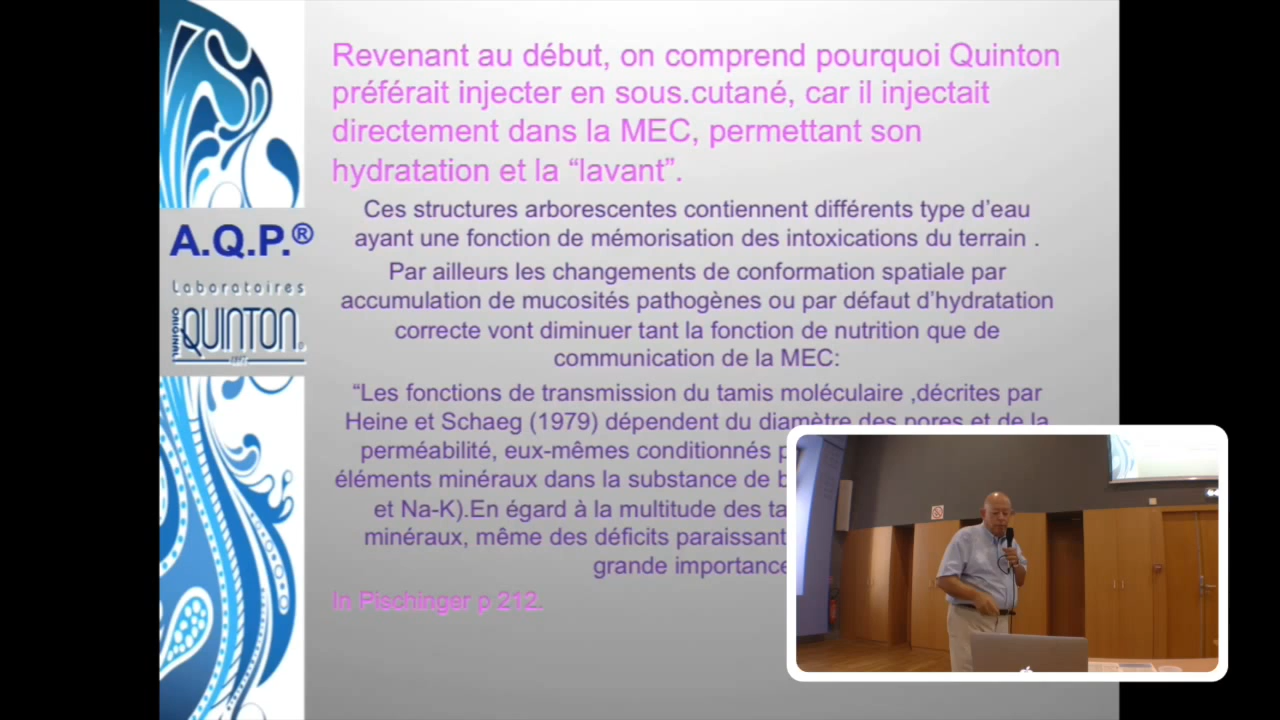 Revenant au début, on comprend pourquoi Quinton
préférait injecter en sous.cutané, car il injectait
directement dans la MEC, permettant son
hydratation et la “lavant”.
Ces structures arborescentes contiennent différents type d’eau
ayant une fonction de mémorisation des intoxications du terrain .
Par ailleurs les changements de conformation spatiale par
accumulation de mucosités pathogènes ou par défaut d’hydratation
correcte vont diminuer tant la fonction de nutrition que de
communication de la MEC:
“Les fonctions de transmission du tamis moléculaire ,décrites par
Heine et Schaeg (1979) dépendent du diamètre des pores et de la
perméabilité, eux-mêmes conditionnés
éléments minéraux dans la substance de
et Na-K).En égard à la multitude des
minéraux, même des déficits paraissant
grande importance
In Pischinger p 212.
A.Q.P.®
Laboratoires
ORIGINAL
QUINTON